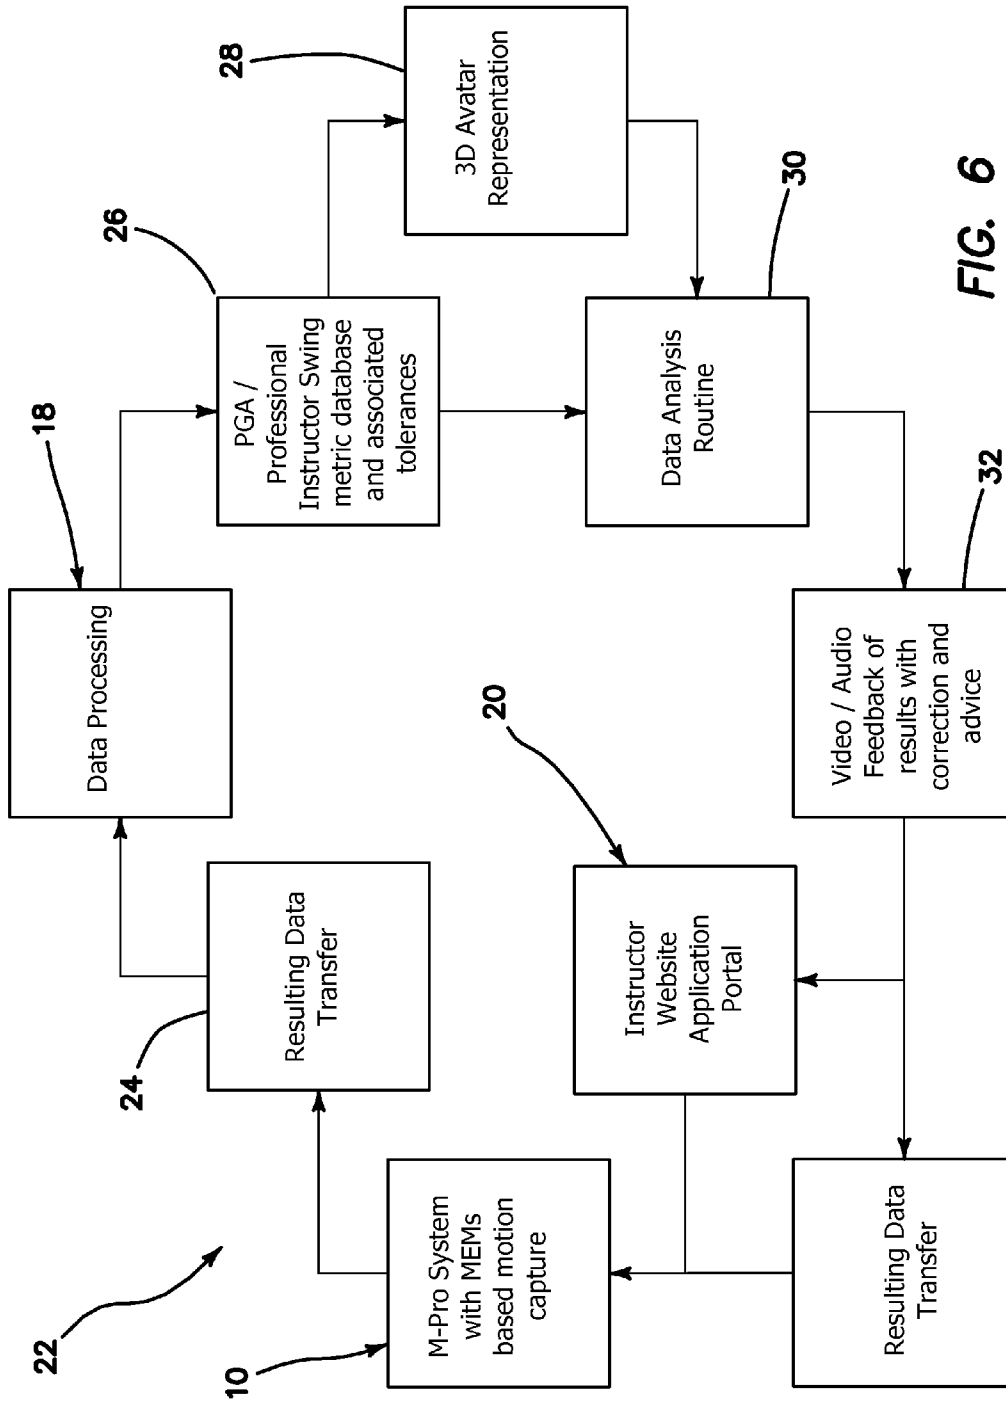 22
10
M-Pro System
with MEMs
based motion
capture
24
Resulting Data
Transfer
18
Data Processing
26
PGA /
Professional
Instructor Swing
metric database
and associated
tolerances
28
3D Avatar
Representation
30
Data Analysis
Routine
32
Video / Audio
Feedback of
results with
correction and
advice
20
Instructor
Website
Application
Portal
Resulting Data
Transfer
FIG. 6